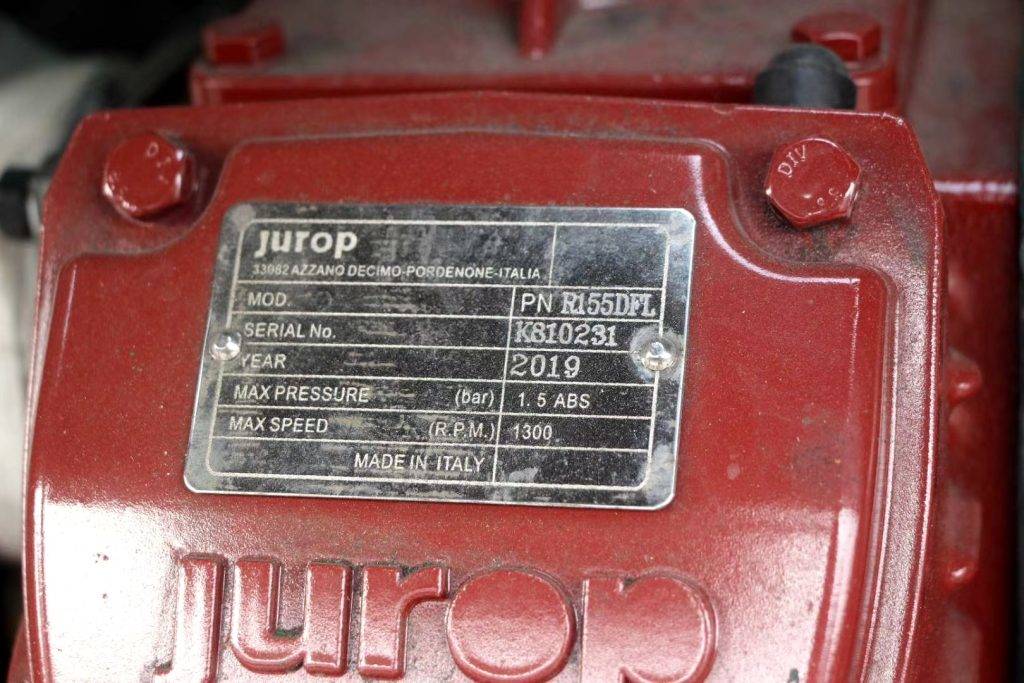 DIV
jurop
33082 AZZANO DECIMO-PORDENONE-ITALIA
MOD. PN R155DFL
SERIAL No. K810231
YEAR 2019
MAX PRESSURE (bar) 1. 5 ABS
MAX SPEED (R.P.M.) 1300
MADE IN ITALY
jurop